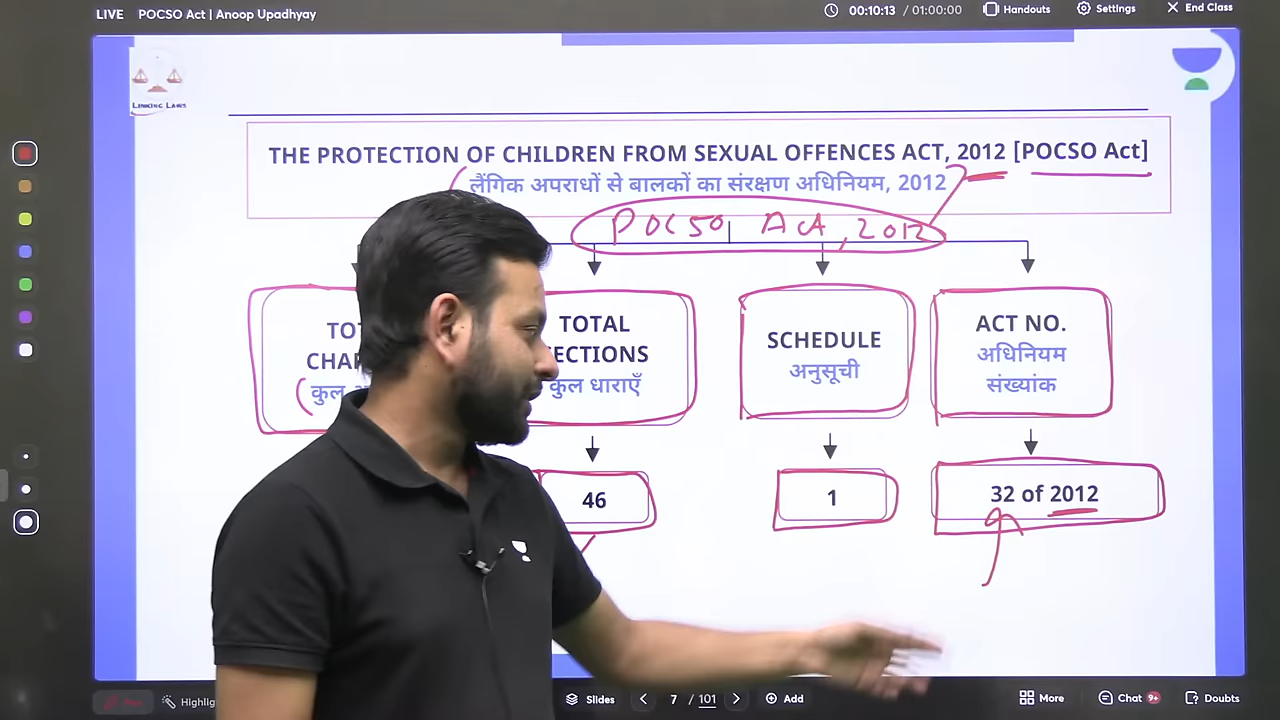 LIVE POCSO Act | Anoop Upadhyay 00:10:13 / 01:00:00 Handouts Settings End Class
LINKING LAWS
THE PROTECTION OF CHILDREN FROM SEXUAL OFFENCES ACT, 2012 [POCSO Act]
लैंगिक अपराधों से बालकों का संरक्षण अधिनियम, 2012
POCSO ACT, 2012
TOTAL
SCHEDULE
अनुसूची
ACT NO.
अधिनियम
संख्यांक
कुल
कुल धाराएँ
46
1
32 of 2012
Slides 7 / 101 Add More Chat 9+ Doubts